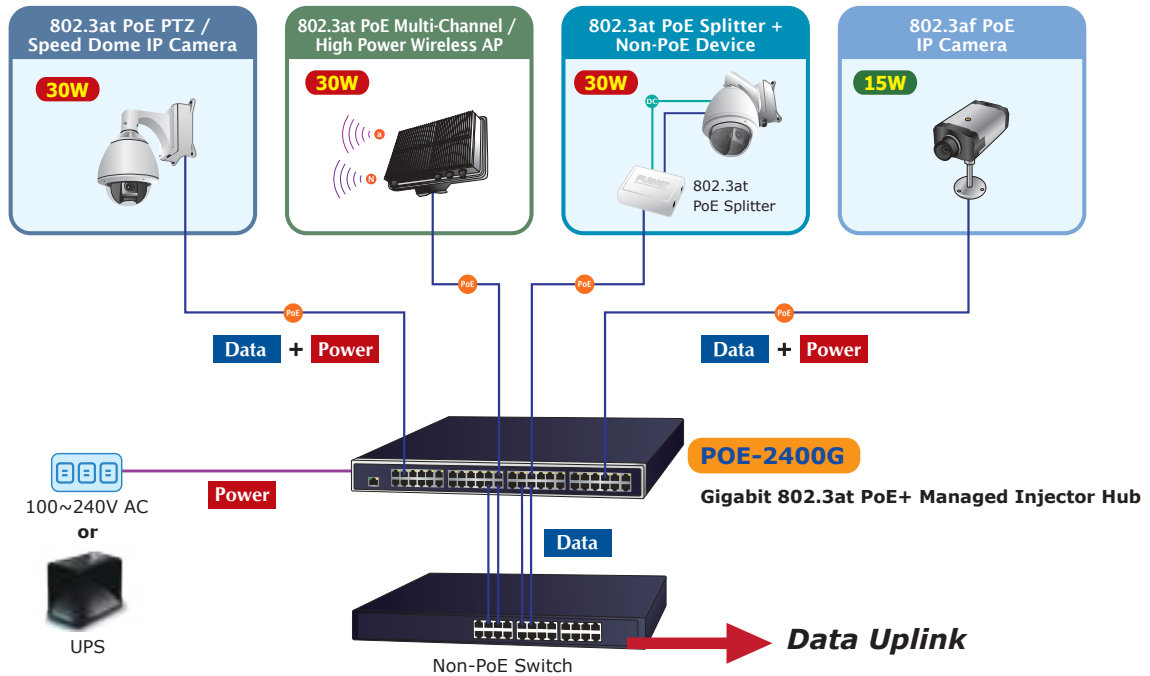 802.3at PoE PTZ /
Speed Dome IP Camera
30W
802.3at PoE Multi-Channel /
High Power Wireless AP
30W
a
N
802.3at PoE Splitter +
Non-PoE Device
30W
DC
PLANET
802.3at
PoE Splitter
802.3af PoE
IP Camera
15W
PoE
PoE
PoE
PoE
Data + Power
Data + Power
POE-2400G
Gigabit 802.3at PoE+ Managed Injector Hub
Power
100~240V AC
or
UPS
Data
Non-PoE Switch
Data Uplink